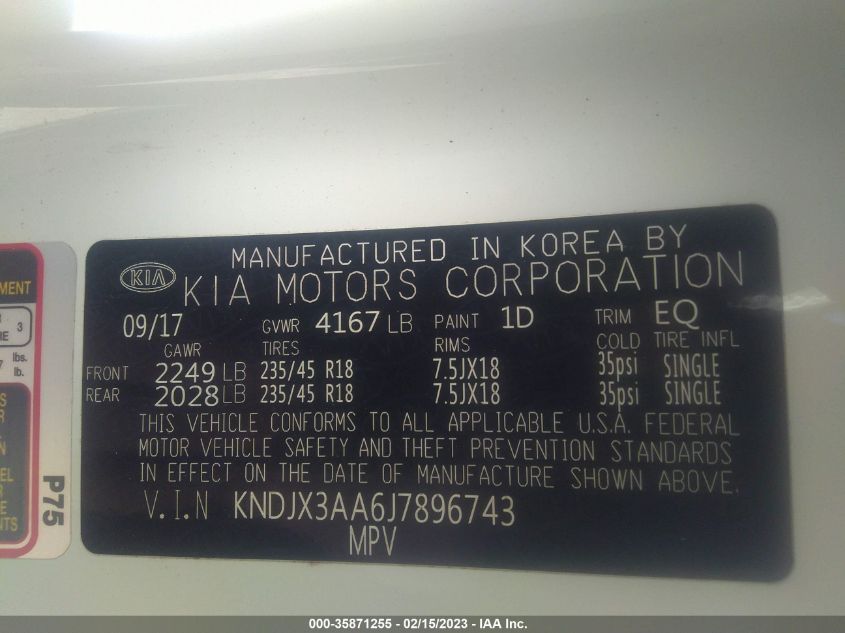 MANUFACTURED IN KOREA BY
KIA KIA MOTORS CORPORATION
09/17 GVWR 4167 LB PAINT 1D TRIM EQ
GAWR TIRES RIMS COLD TIRE INFL
FRONT 2249 LB 235/45 R18 7.5JX18 35psi SINGLE
REAR 2028 LB 235/45 R18 7.5JX18 35psi SINGLE
THIS VEHICLE CONFORMS TO ALL APPLICABLE U.S.A. FEDERAL
MOTOR VEHICLE SAFETY AND THEFT PREVENTION STANDARDS
IN EFFECT ON THE DATE OF MANUFACTURE SHOWN ABOVE.
V.I.N KNDJX3AA6J7896743
MPV
3
lbs.
lb.
P75
000-35871255 - 02/15/2023 - IAA Inc.